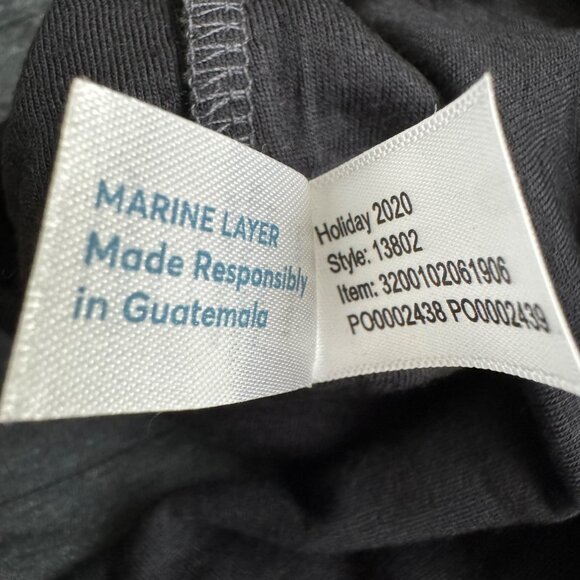 MARINE LAYER
Made Responsibly
in Guatemala
Holiday 2020
Style: 13802
Item: 3200102061906
PO0002438 PO0002439